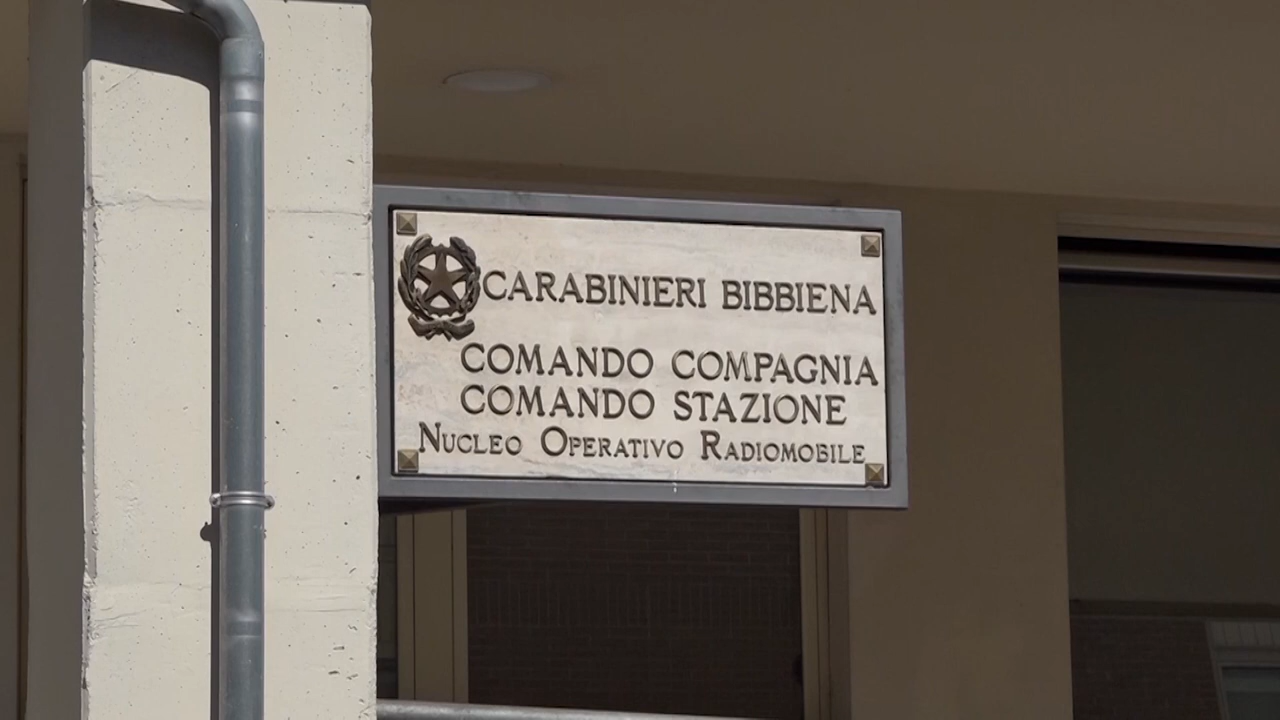 CARABINIERI BIBBIENA
COMANDO COMPAGNIA
COMANDO STAZIONE
NUCLEO OPERATIVO RADIOMOBILE